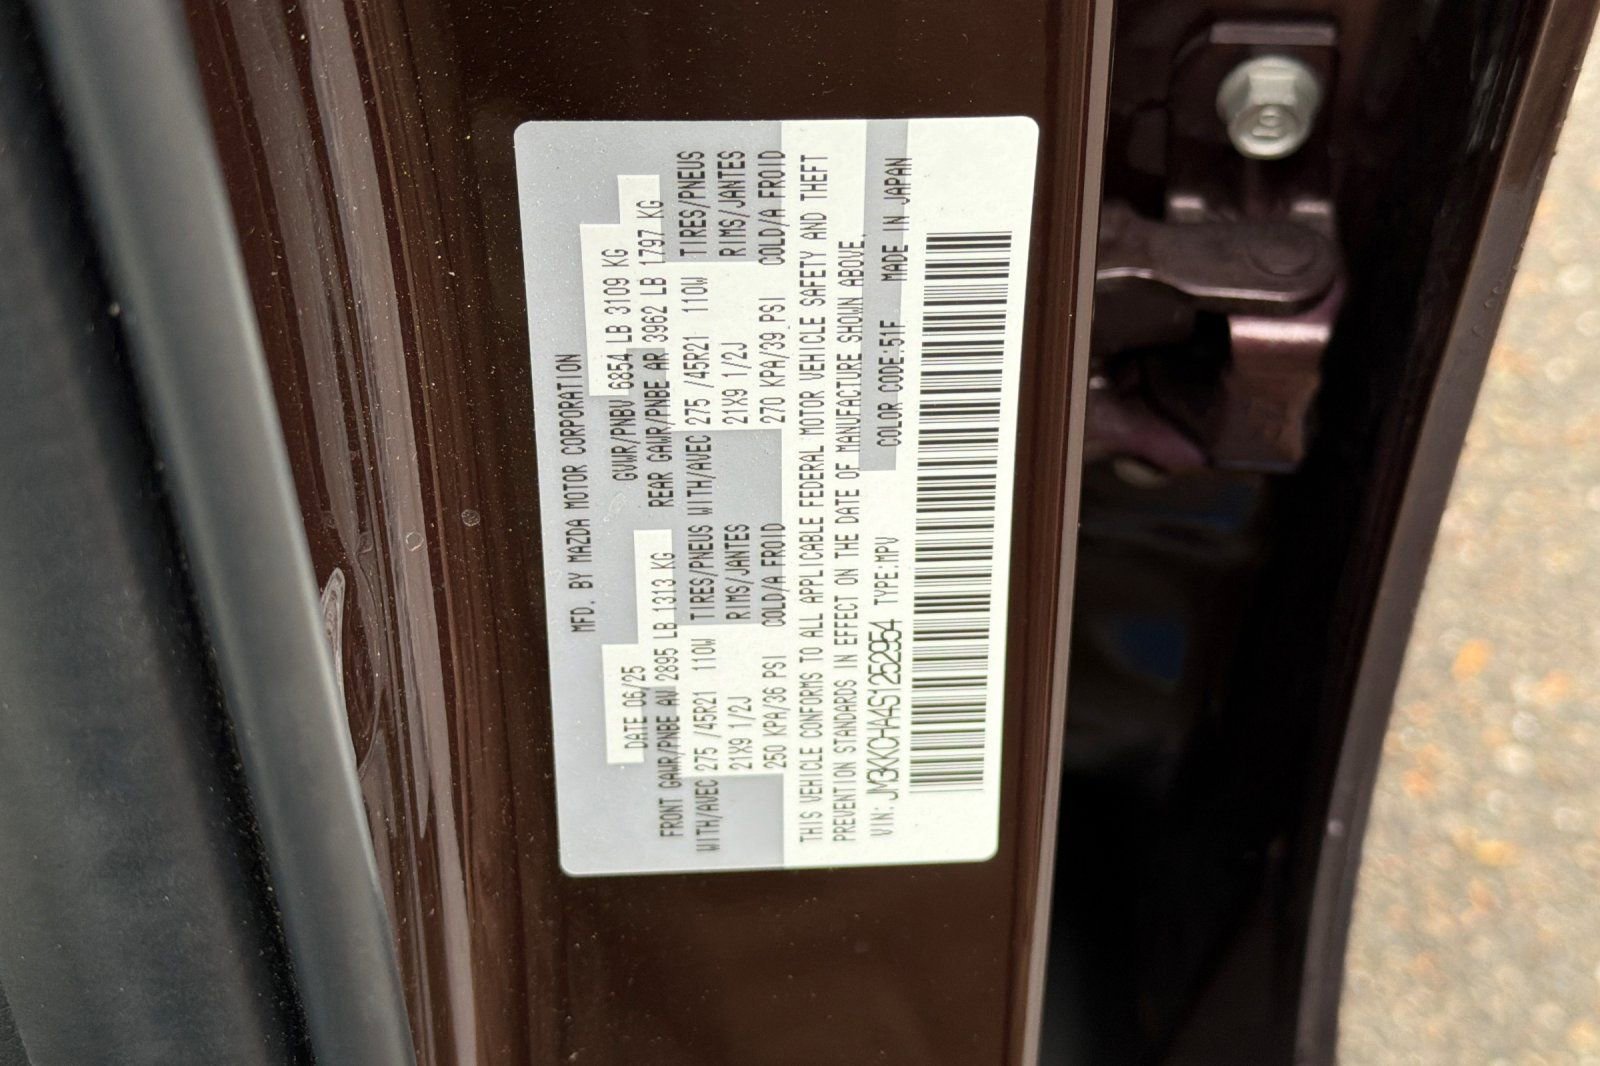 MFD. BY MAZDA MOTOR CORPORATION
DATE 06/25 GVWR/PNBV 6854 LB 3109 KG
FRONT GAWR/PNBE AV 2895 LB 1313 KG REAR GAWR/PNBE AR 3962 LB 1797 KG
WITH/AVEC 275 /45R21 110W TIRES/PNEUS WITH/AVEC 275 /45R21 110W TIRES/PNEUS
21X9 1/2J RIMS/JANTES 21X9 1/2J RIMS/JANTES
250 KPA/36 PSI COLD/A FROID 270 KPA/39 PSI COLD/A FROID
THIS VEHICLE CONFORMS TO ALL APPLICABLE FEDERAL MOTOR VEHICLE SAFETY AND THEFT
PREVENTION STANDARDS IN EFFECT ON THE DATE OF MANUFACTURE SHOWN ABOVE.
VIN: JM3KKCHA4S1252954 TYPE:MPV COLOR CODE:51F MADE IN JAPAN